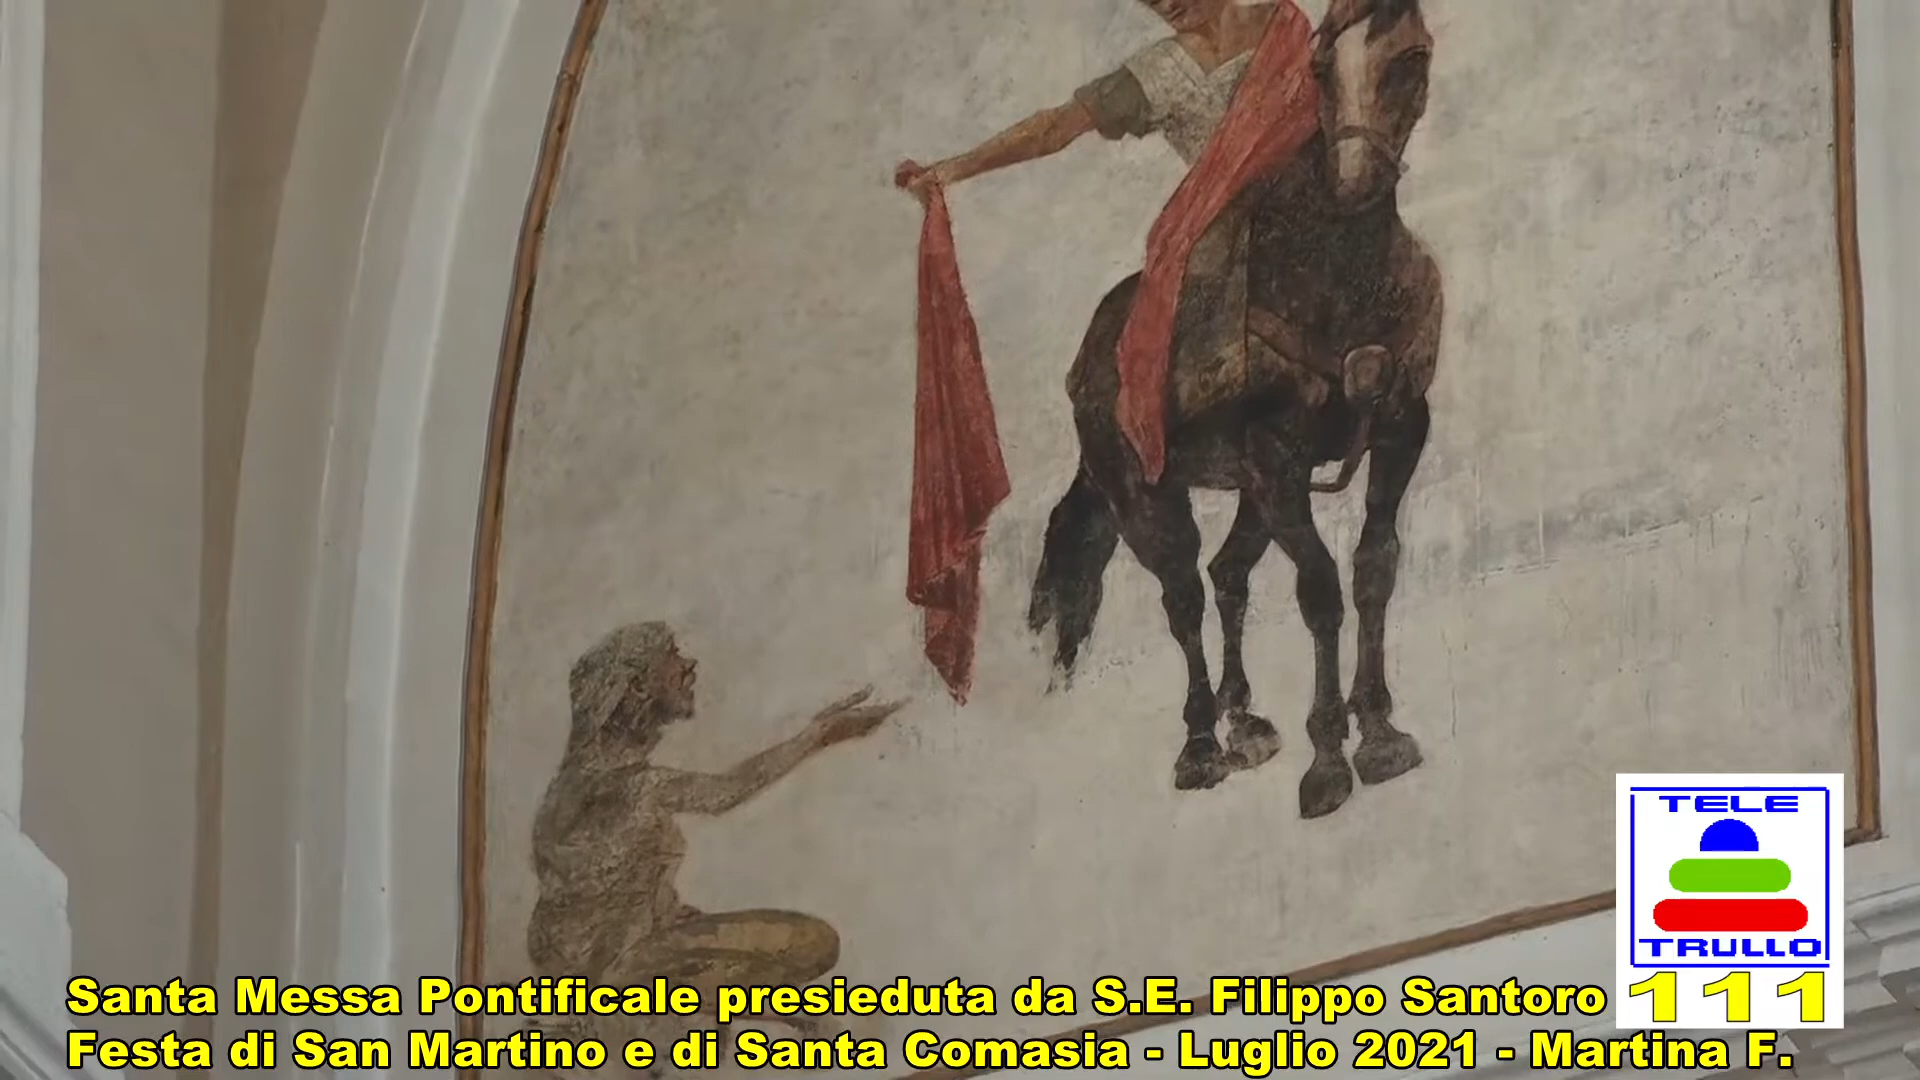 TELE
TRULLO
111
Santa Messa Pontificale presieduta da S.E. Filippo Santoro
Festa di San Martino e di Santa Comasia - Luglio 2021 - Martina F.